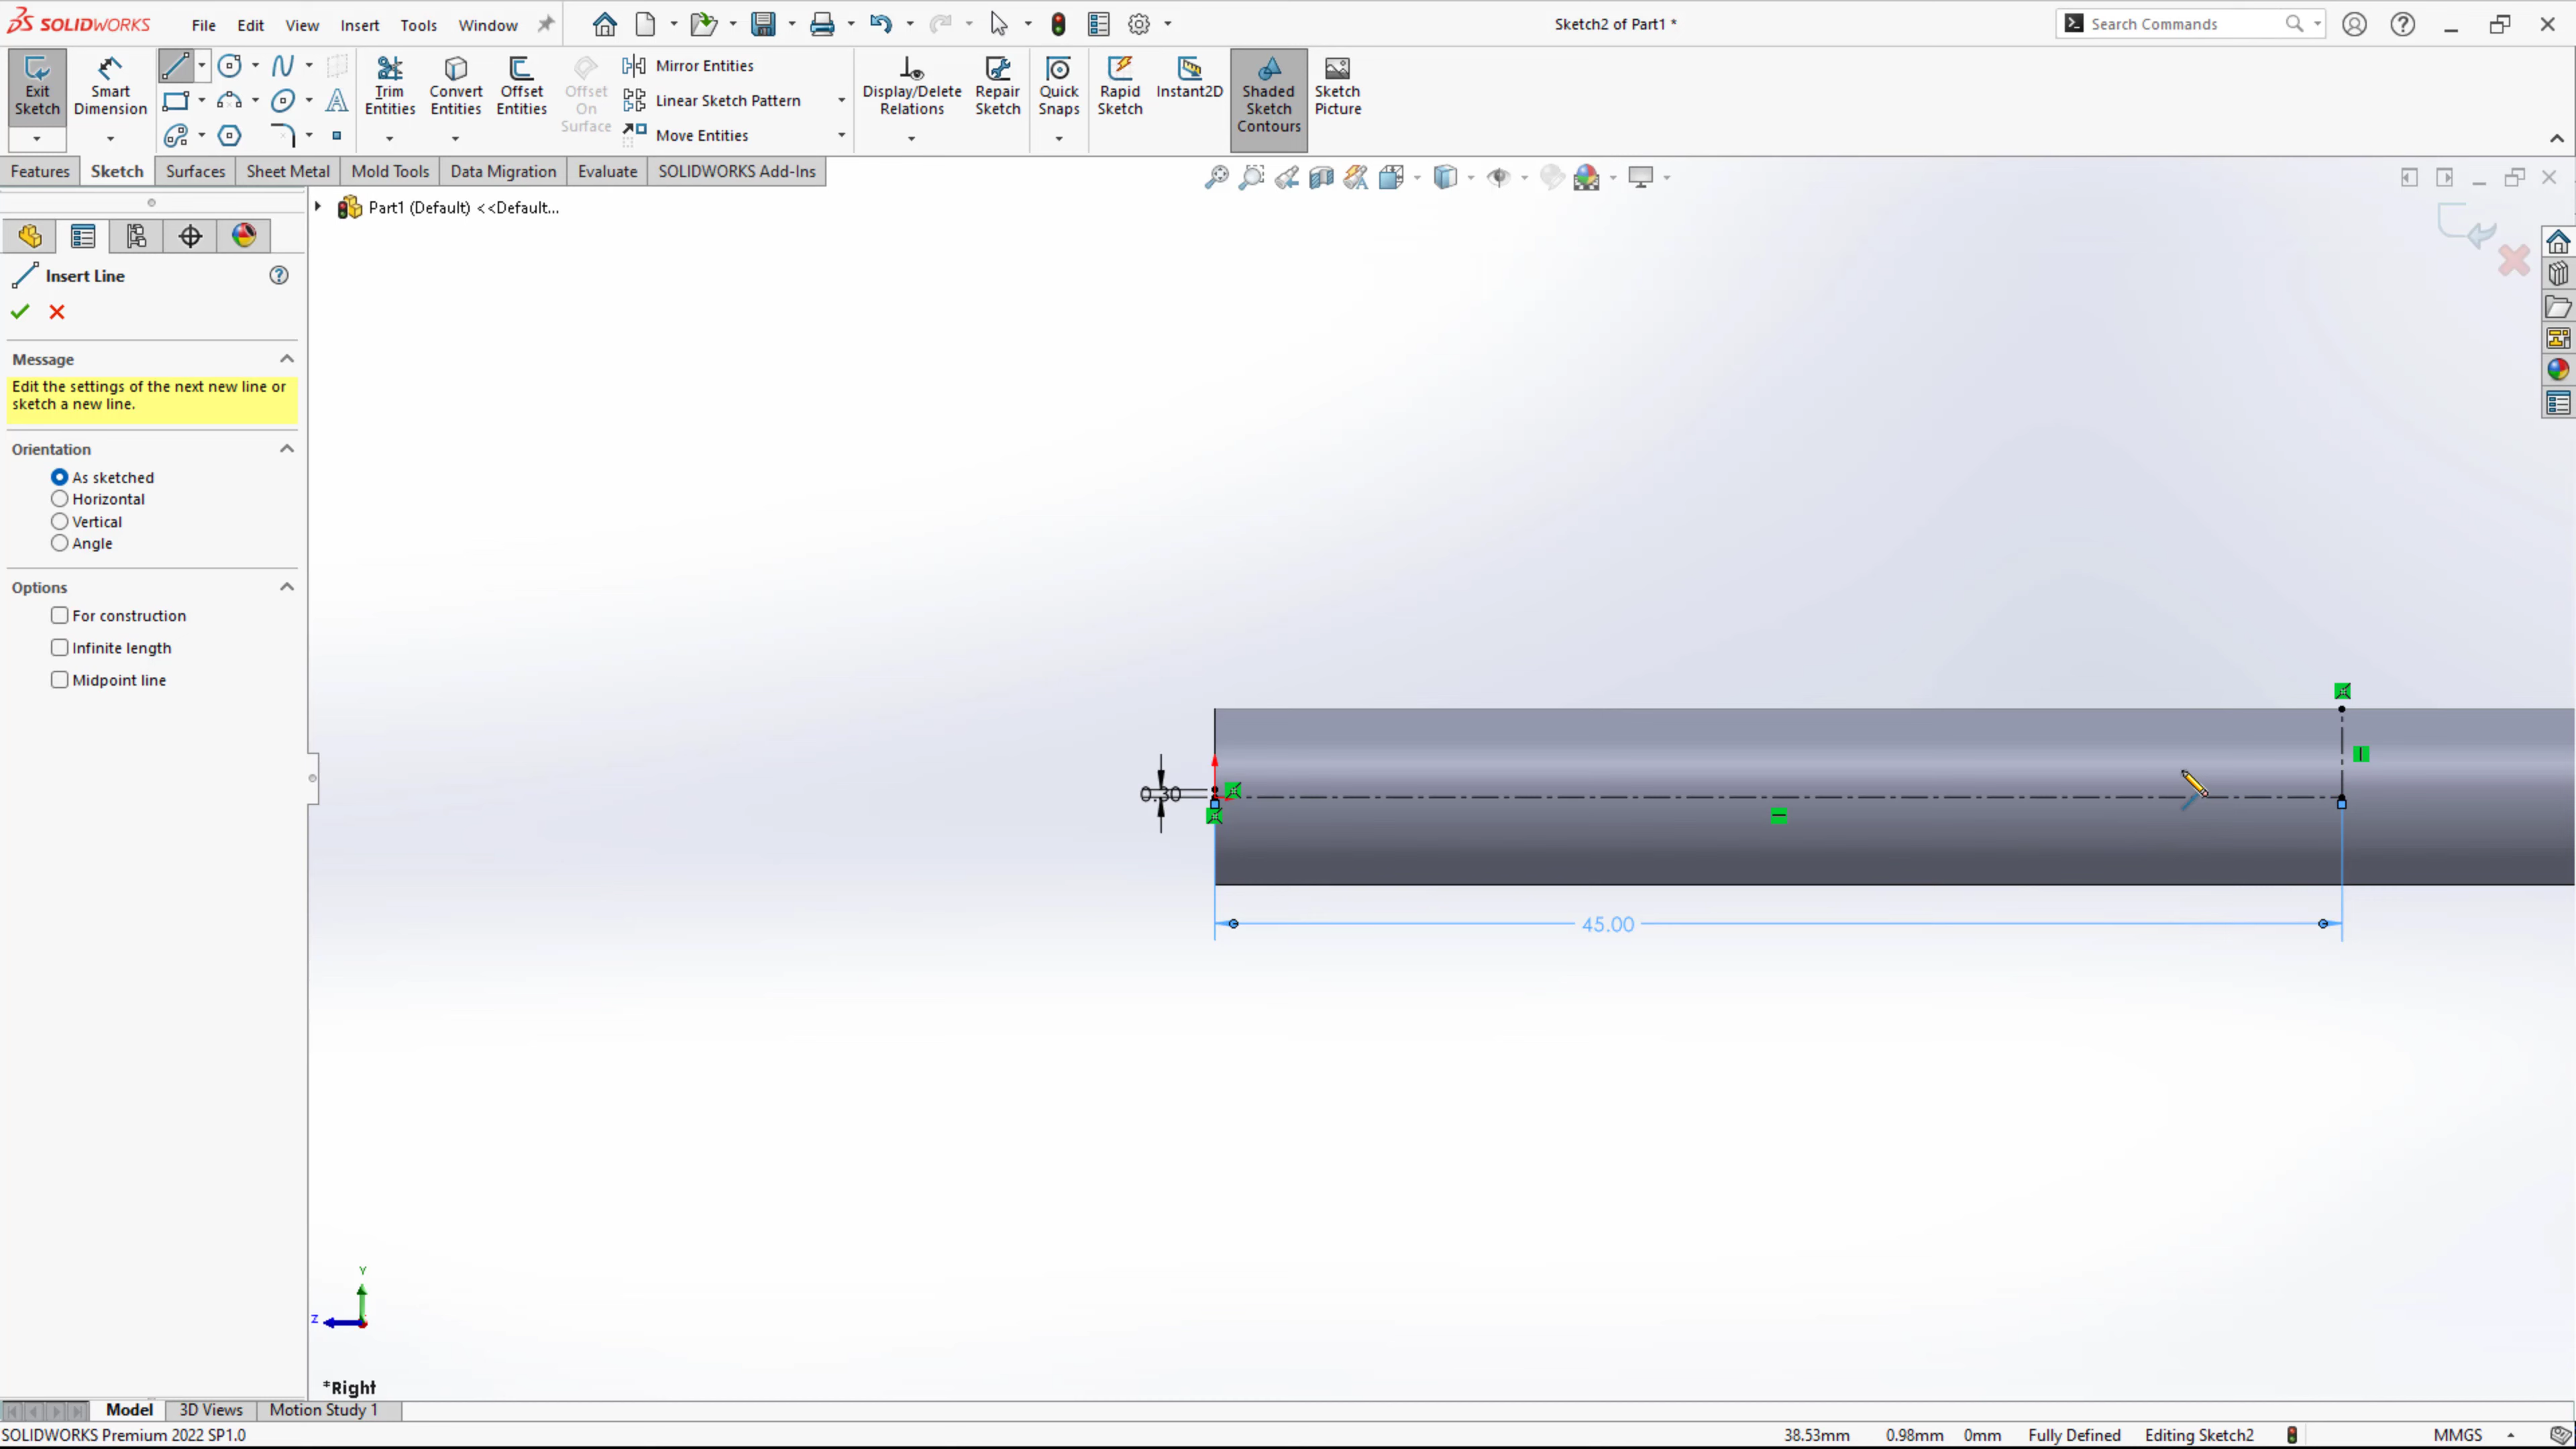 SOLIDWORKS File Edit View Insert Tools Window Sketch2 of Part1 * Search Commands
Exit Sketch Smart Dimension Trim Entities Convert Entities Offset Entities Offset On Surface Mirror Entities Linear Sketch Pattern Move Entities Display/Delete Relations Repair Sketch Quick Snaps Rapid Sketch Instant2D Shaded Sketch Contours Sketch Picture
Features Sketch Surfaces Sheet Metal Mold Tools Data Migration Evaluate SOLIDWORKS Add-Ins
Part1 (Default) <<Default...
Insert Line
Message
Edit the settings of the next new line or
sketch a new line.
Orientation
As sketched
Horizontal
Vertical
Angle
Options
For construction
Infinite length
Midpoint line
0.30
45.00
Y
Z
*Right
Model 3D Views Motion Study 1
SOLIDWORKS Premium 2022 SP1.0 38.53mm 0.98mm 0mm Fully Defined Editing Sketch2 MMGS